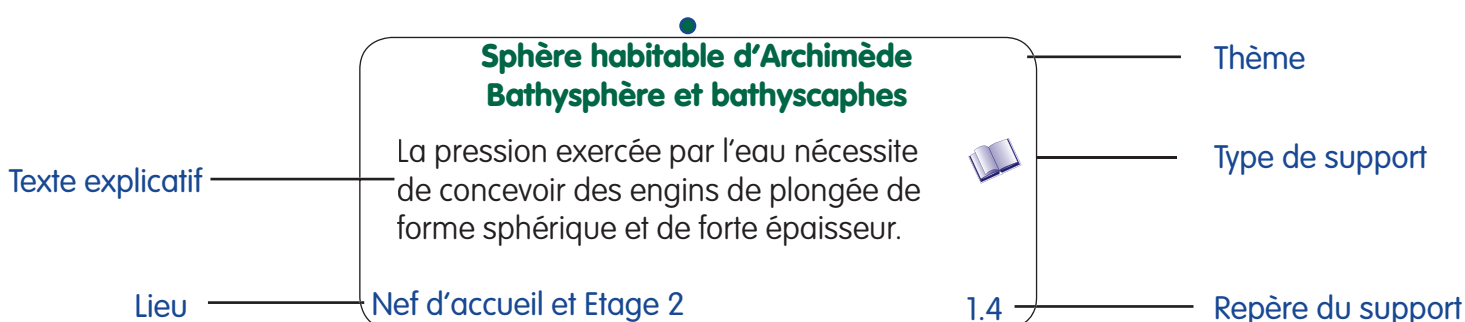 Sphère habitable d'Archimède
Bathysphère et bathyscaphes
Thème
La pression exercée par l'eau nécessite
de concevoir des engins de plongée de
forme sphérique et de forte épaisseur.
Type de support
Texte explicatif
Lieu
Nef d'accueil et Etage 2
1.4
Repère du support